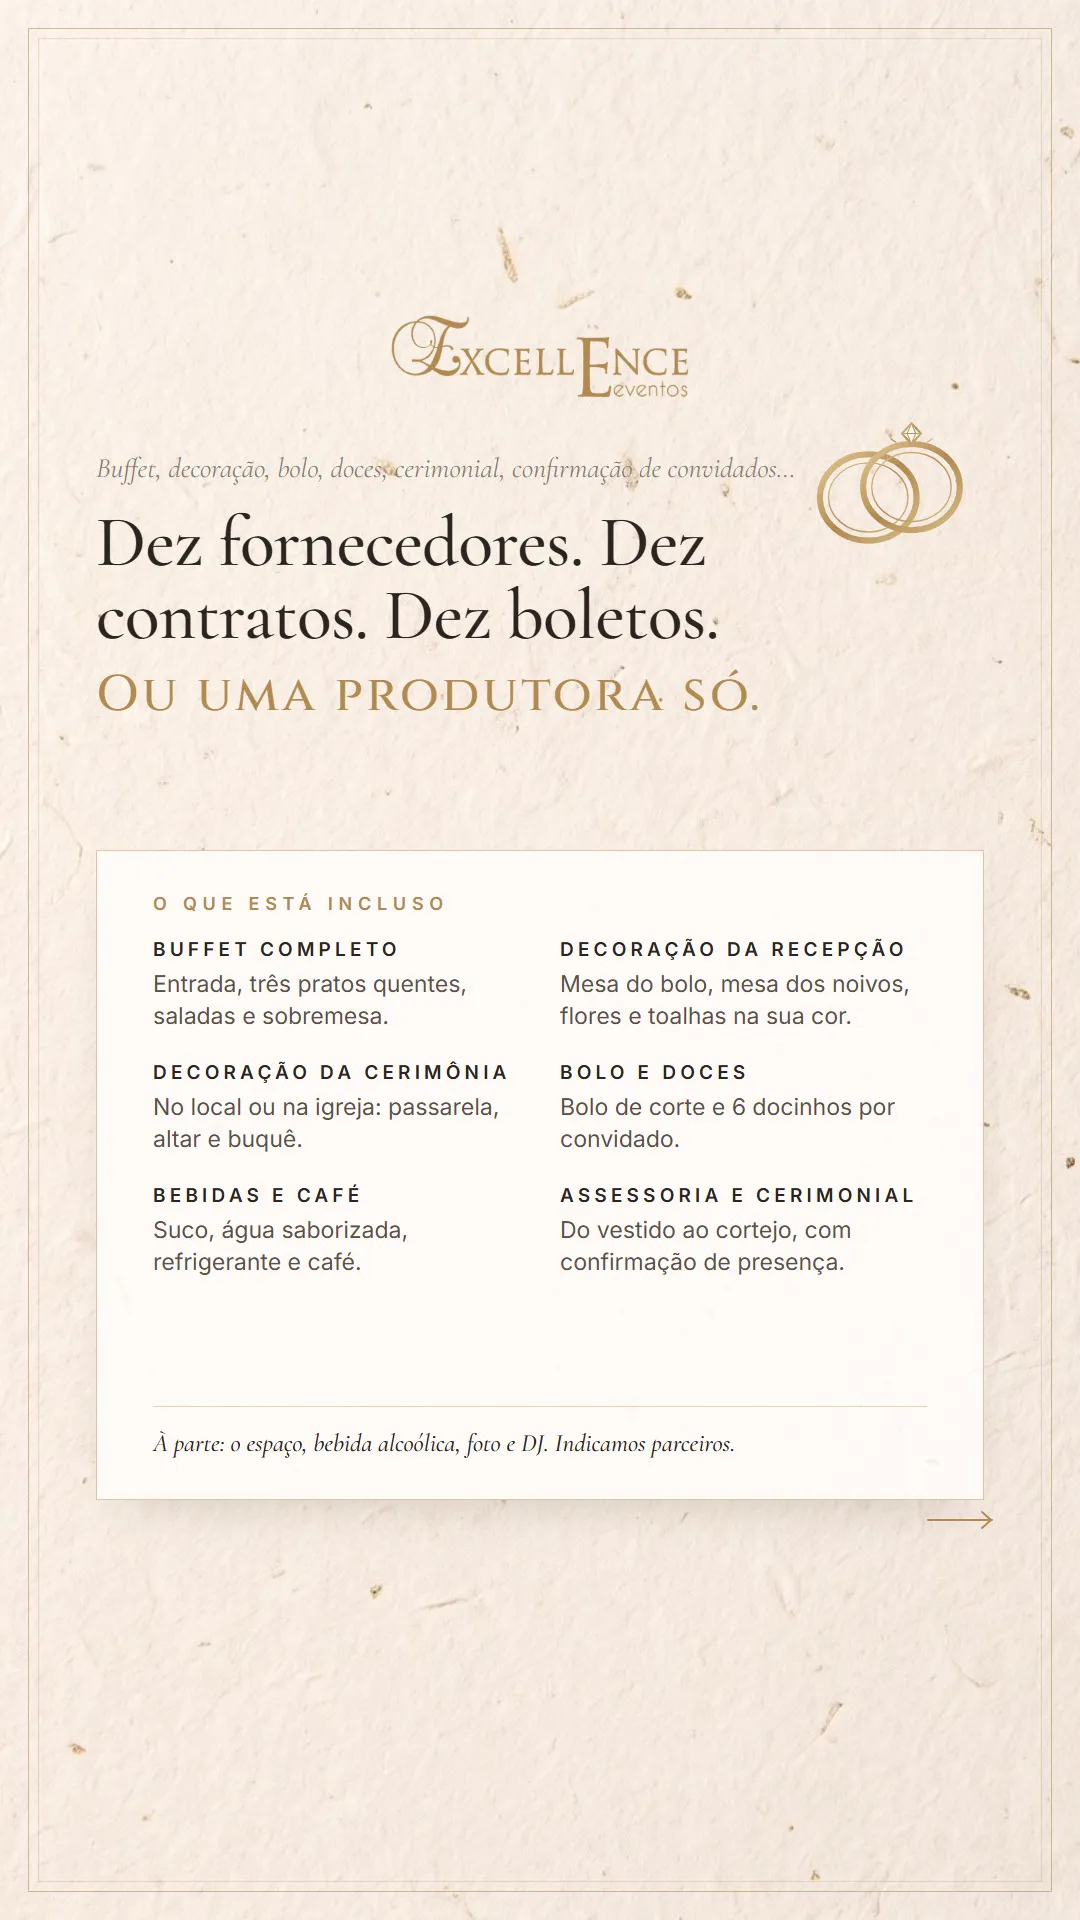 ExcellEnce
eventos
Buffet, decoração, bolo, doces, cerimonial, confirmação de convidados...
Dez fornecedores. Dez
contratos. Dez boletos.
Ou uma produtora só.
O QUE ESTÁ INCLUSO
BUFFET COMPLETO
Entrada, três pratos quentes,
saladas e sobremesa.
DECORAÇÃO DA RECEPÇÃO
Mesa do bolo, mesa dos noivos,
flores e toalhas na sua cor.
DECORAÇÃO DA CERIMÔNIA
No local ou na igreja: passarela,
altar e buquê.
BOLO E DOCES
Bolo de corte e 6 docinhos por
convidado.
BEBIDAS E CAFÉ
Suco, água saborizada,
refrigerante e café.
ASSESSORIA E CERIMONIAL
Do vestido ao cortejo, com
confirmação de presença.
À parte: o espaço, bebida alcoólica, foto e DJ. Indicamos parceiros.